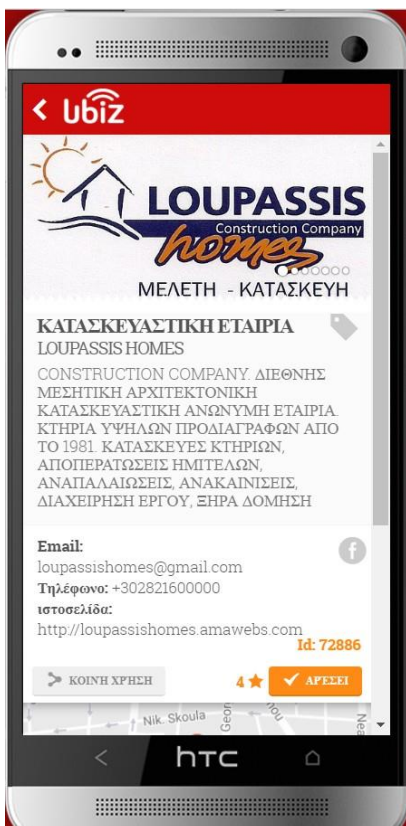 ubiz
LOUPASSIS
Construction Company
homes
ΜΕΛΕΤΗ - ΚΑΤΑΣΚΕΥΗ
ΚΑΤΑΣΚΕΥΑΣΤΙΚΗ ΕΤΑΙΡΙΑ
LOUPASSIS HOMES
CONSTRUCTION COMPANY. ΔΙΕΘΝΗΣ
ΜΕΣΗΤΙΚΗ ΑΡΧΙΤΕΚΤΟΝΙΚΗ
ΚΑΤΑΣΚΕΥΑΣΤΙΚΗ ΑΝΩΝΥΜΗ ΕΤΑΙΡΙΑ.
ΚΤΗΡΙΑ ΥΨΗΛΩΝ ΠΡΟΔΙΑΓΡΑΦΩΝ ΑΠΟ
ΤΟ 1981. ΚΑΤΑΣΚΕΥΕΣ ΚΤΗΡΙΩΝ,
ΑΠΟΠΕΡΑΤΩΣΕΙΣ ΗΜΙΤΕΛΩΝ,
ΑΝΑΠΑΛΑΙΩΣΕΙΣ, ΑΝΑΚΑΙΝΙΣΕΙΣ,
ΔΙΑΧΕΙΡΗΣΗ ΕΡΓΟΥ, ΞΗΡΑ ΔΟΜΗΣΗ
Email:
loupassishomes@gmail.com
Τηλέφωνο: +302821600000
ιστοσελίδα:
http://loupassishomes.amawebs.com
Id: 72886
ΚΟΙΝΗ ΧΡΗΣΗ
4
ΑΡΕΣΕΙ
Nik. Skoula
Geor
Nea
hTC